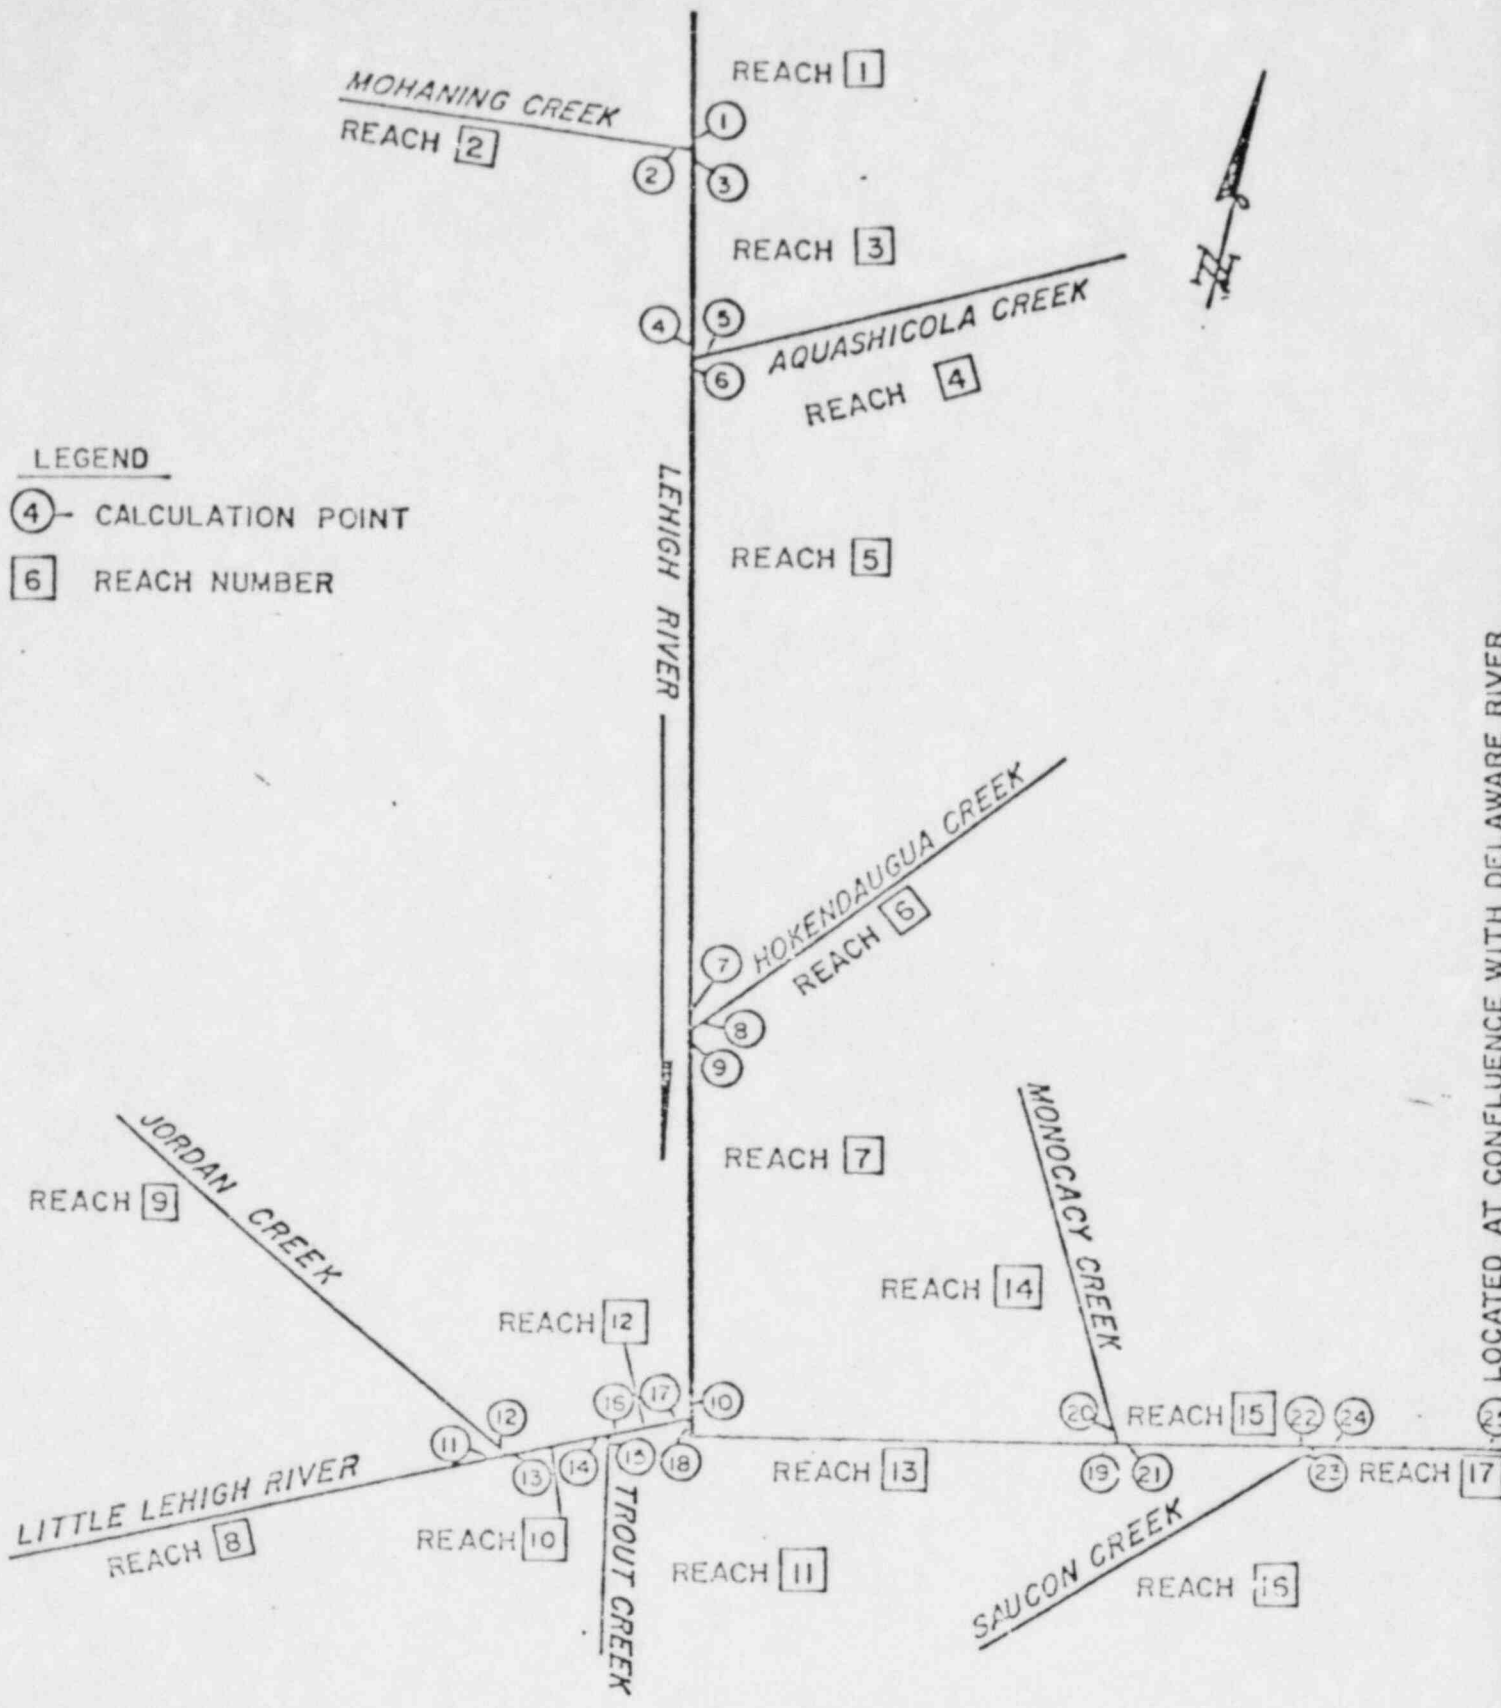 REACH 1
MOHANING CREEK
REACH 2
1
2
3
REACH 3
4
5
6
AQUASHICOLA CREEK
REACH 4
LEGEND
4 - CALCULATION POINT
6 REACH NUMBER
LEHIGH RIVER
REACH 5
N
HOKENDAUGUA CREEK
REACH 6
7
8
9
REACH 7
JORDAN CREEK
REACH 9
MONOCACY CREEK
REACH 14
REACH 12
16
17
10
11
12
13
14
15
18
LITTLE LEHIGH RIVER
REACH 8
REACH 10
TROUT CREEK
REACH 11
REACH 13
20
REACH 15
22
24
19
21
23
REACH 17
SAUCON CREEK
REACH 16
LOCATED AT CONFLUENCE WITH DELAWARE RIVER